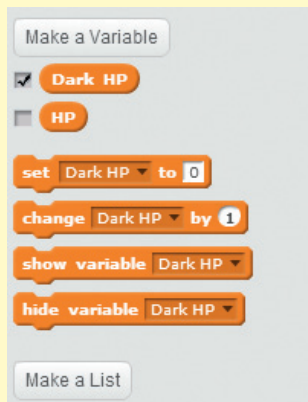 Make a Variable
Dark HP
HP
set Dark HP to 0
change Dark HP by 1
show variable Dark HP
hide variable Dark HP
Make a List